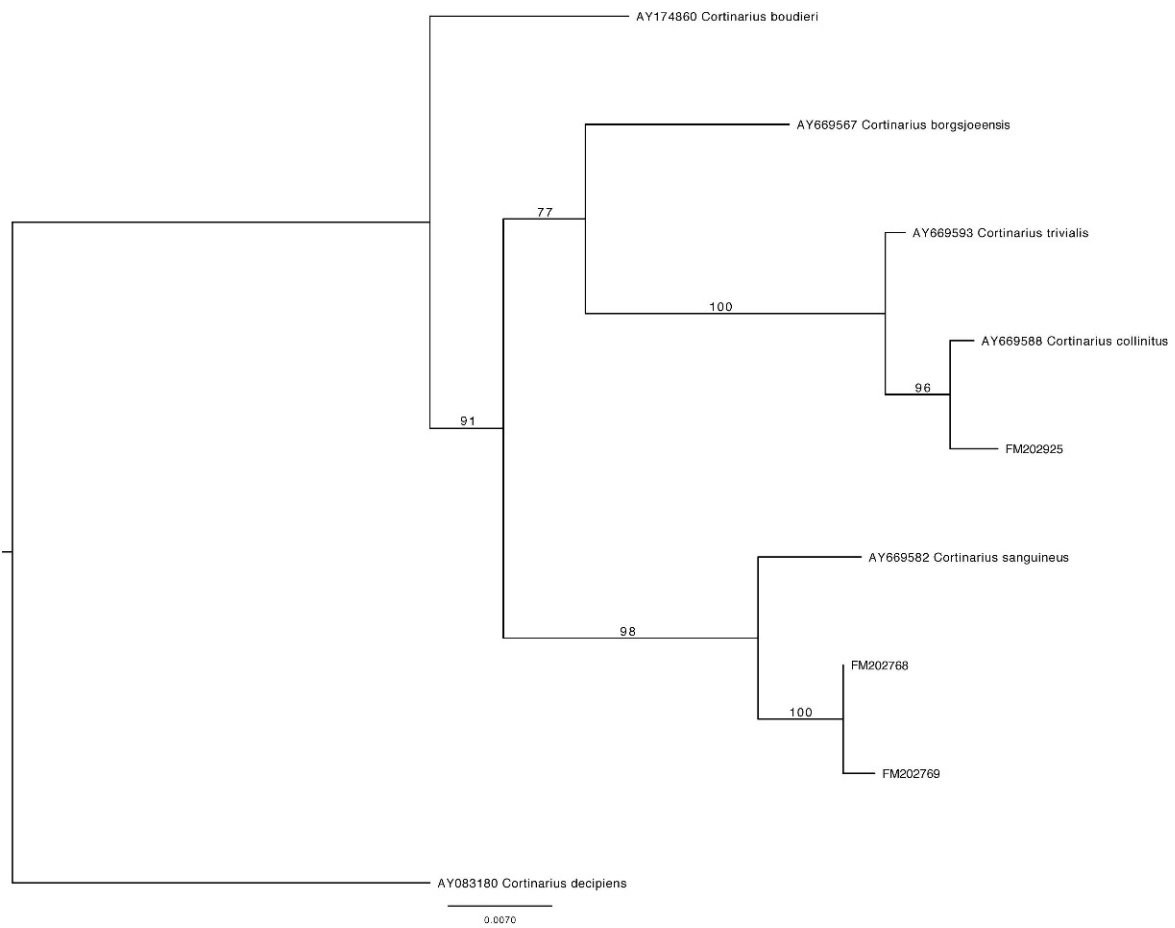 AY174860 Cortinarius boudieri
AY669567 Cortinarius borgsjoeensis
77
AY669593 Cortinarius trivialis
100
AY669588 Cortinarius collinitus
96
91
FM202925
AY669582 Cortinarius sanguineus
98
FM202768
100
FM202769
AY083180 Cortinarius decipiens
0.0070